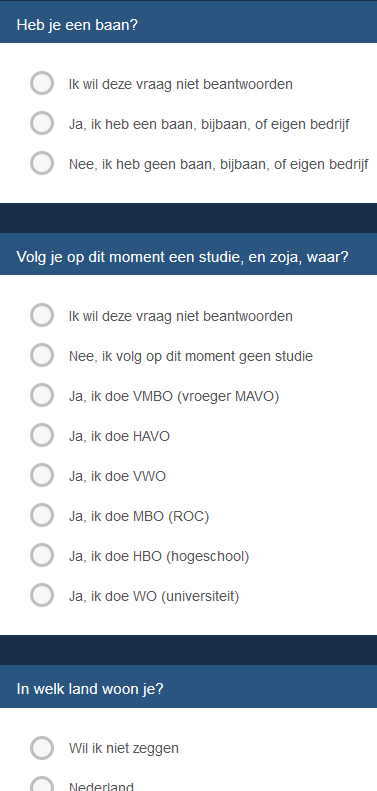 Heb je een baan?
Ik wil deze vraag niet beantwoorden
Ja, ik heb een baan, bijbaan, of eigen bedrijf
Nee, ik heb geen baan, bijbaan, of eigen bedrijf
Volg je op dit moment een studie, en zoja, waar?
Ik wil deze vraag niet beantwoorden
Nee, ik volg op dit moment geen studie
Ja, ik doe VMBO (vroeger MAVO)
Ja, ik doe HAVO
Ja, ik doe VWO
Ja, ik doe MBO (ROC)
Ja, ik doe HBO (hogeschool)
Ja, ik doe WO (universiteit)
In welk land woon je?
Wil ik niet zeggen
Nederland